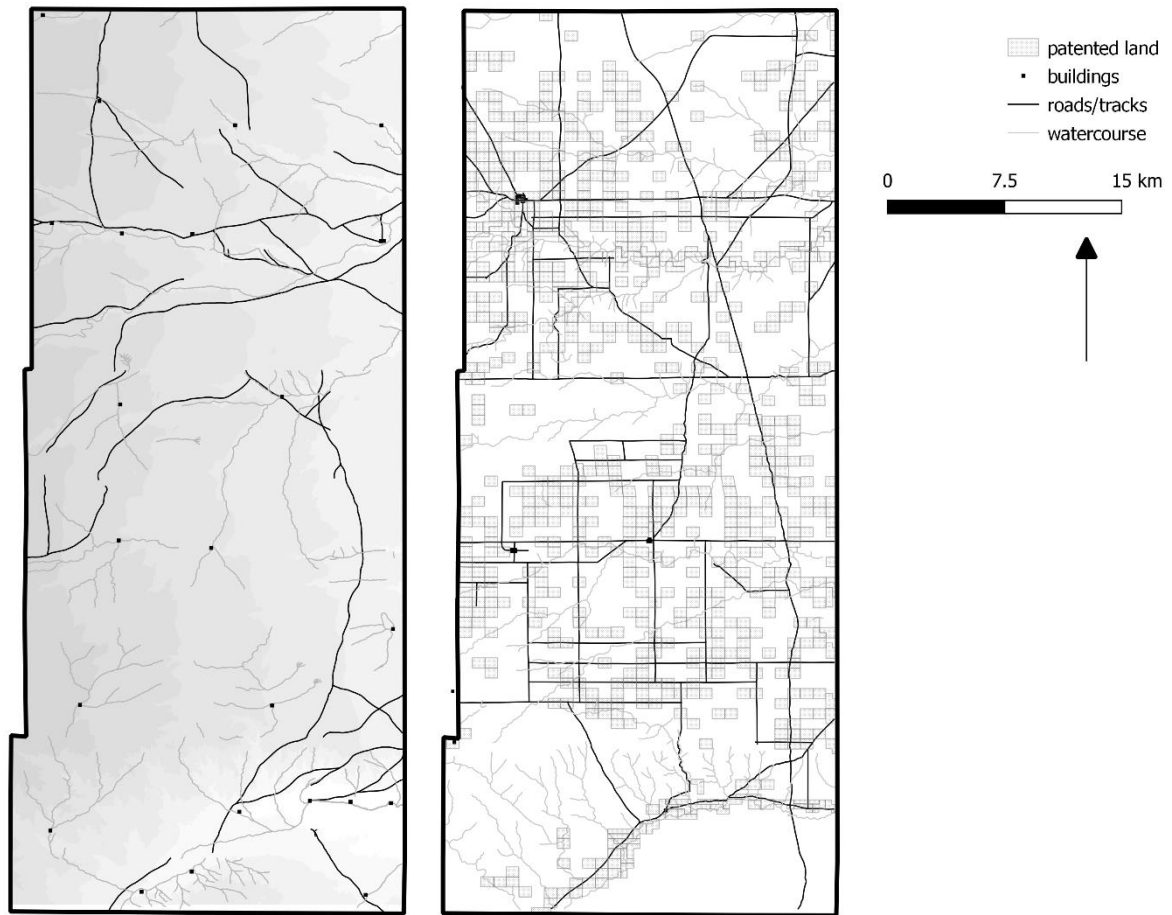 patented land
buildings
roads/tracks
watercourse
0 7.5 15 km